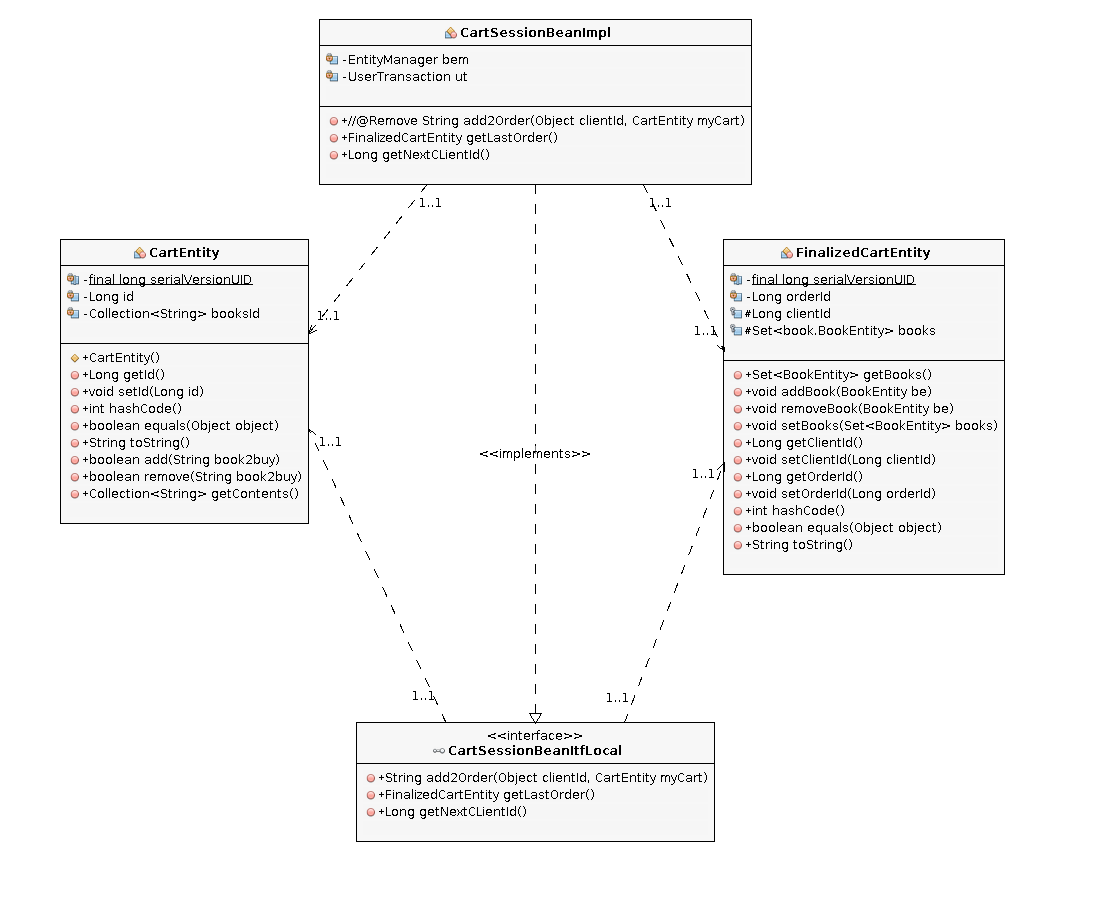 CartSessionBeanImpl
-EntityManager bem
-UserTransaction ut
+//@Remove String add2Order(Object clientId, CartEntity myCart)
+FinalizedCartEntity getLastOrder()
+Long getNextCLientId()
1..1
1..1
CartEntity
-final long serialVersionUID
-Long id
-Collection<String> booksId
+CartEntity()
+Long getId()
+void setId(Long id)
+int hashCode()
+boolean equals(Object object)
+String toString()
+boolean add(String book2buy)
+boolean remove(String book2buy)
+Collection<String> getContents()
1..1
1..1
<<implements>>
FinalizedCartEntity
-final long serialVersionUID
-Long orderId
#Long clientId
#Set<book.BookEntity> books
+Set<BookEntity> getBooks()
+void addBook(BookEntity be)
+void removeBook(BookEntity be)
+void setBooks(Set<BookEntity> books)
+Long getClientId()
+void setClientId(Long clientId)
+Long getOrderId()
+void setOrderId(Long orderId)
+int hashCode()
+boolean equals(Object object)
+String toString()
1..1
1..1
1..1
1..1
<<interface>>
CartSessionBeanItfLocal
+String add2Order(Object clientId, CartEntity myCart)
+FinalizedCartEntity getLastOrder()
+Long getNextCLientId()